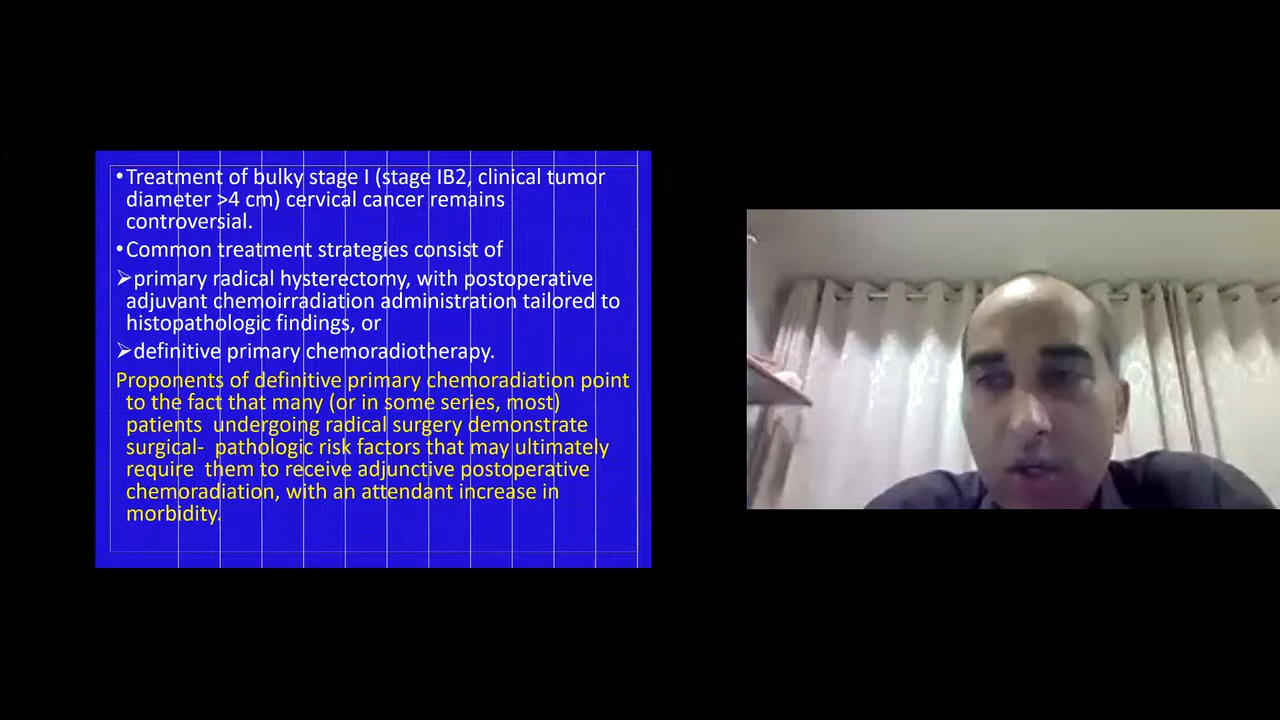 •Treatment of bulky stage I (stage IB2, clinical tumor
diameter >4 cm) cervical cancer remains
controversial.
•Common treatment strategies consist of
➢primary radical hysterectomy, with postoperative
adjuvant chemoirradiation administration tailored to
histopathologic findings, or
➢definitive primary chemoradiotherapy.
Proponents of definitive primary chemoradiation point
to the fact that many (or in some series, most)
patients undergoing radical surgery demonstrate
surgical- pathologic risk factors that may ultimately
require them to receive adjunctive postoperative
chemoradiation, with an attendant increase in
morbidity.